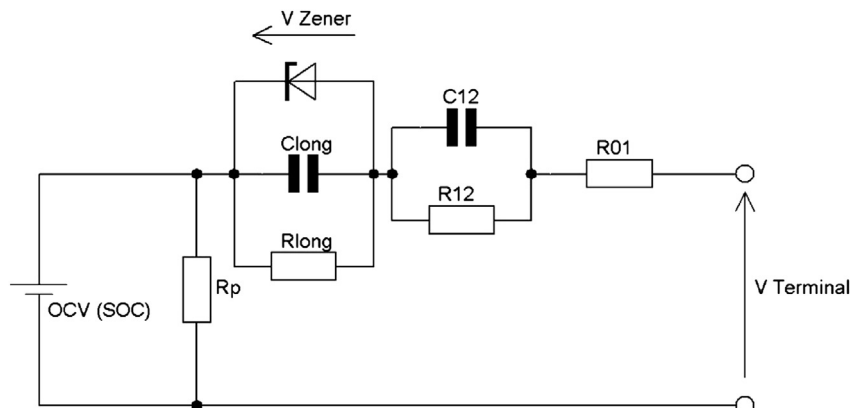 V Zener
C12
Clong
R01
R12
Rlong
Rp
OCV (SOC)
V Terminal